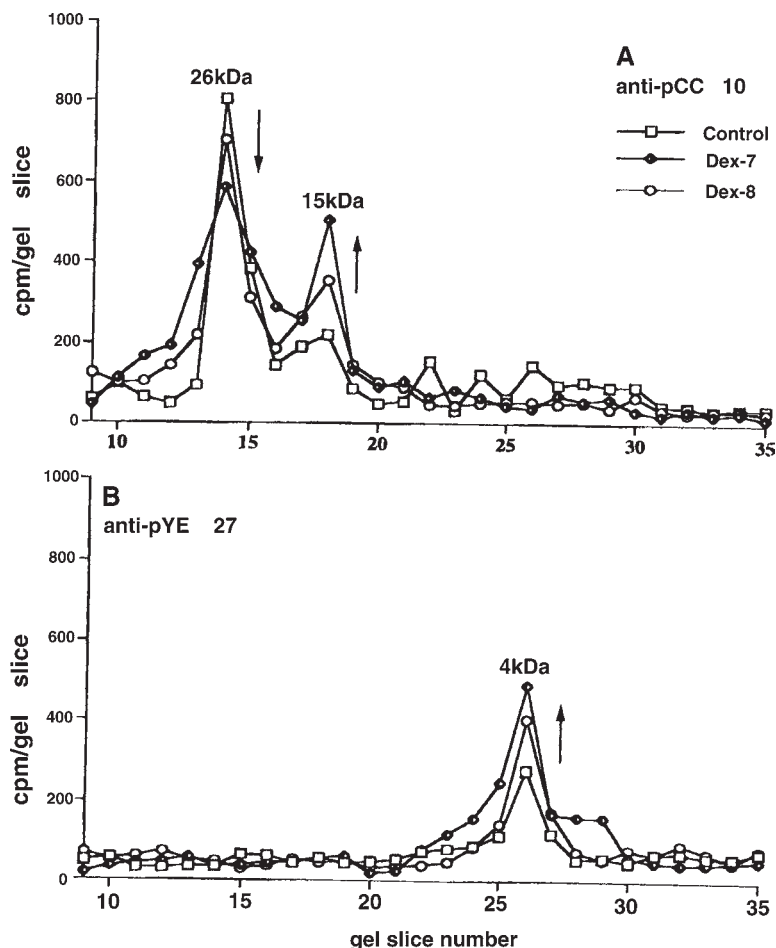 1000
800
600
400
200
0
cpm/gel slice
26kDa
15kDa
A
anti-pCC 10
Control
Dex-7
Dex-8
10
15
20
25
30
35
1000
800
600
400
200
0
cpm/gel slice
B
anti-pYE 27
4kDa
10
15
20
25
30
35
gel slice number